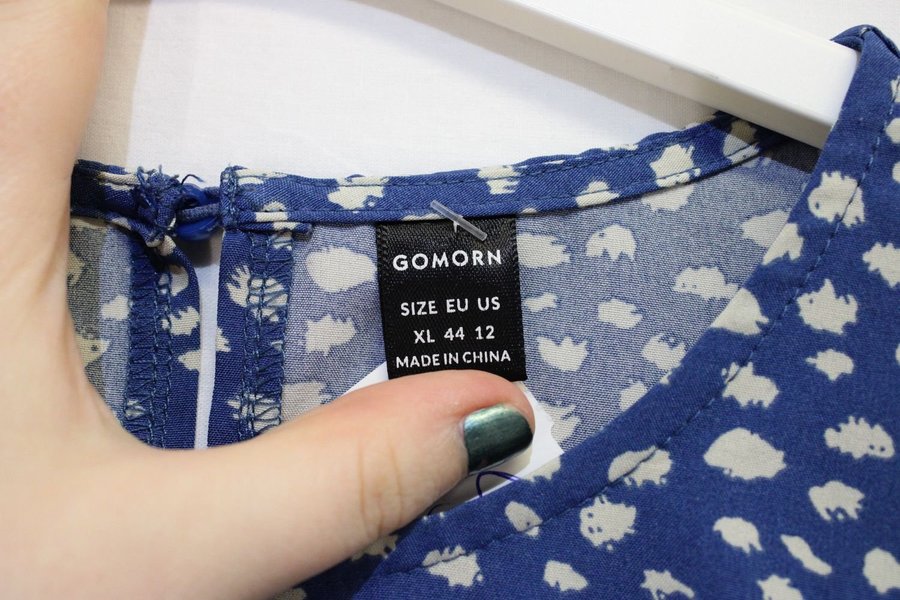 GOMORN
SIZE EU US
XL 44 12
MADE IN CHINA